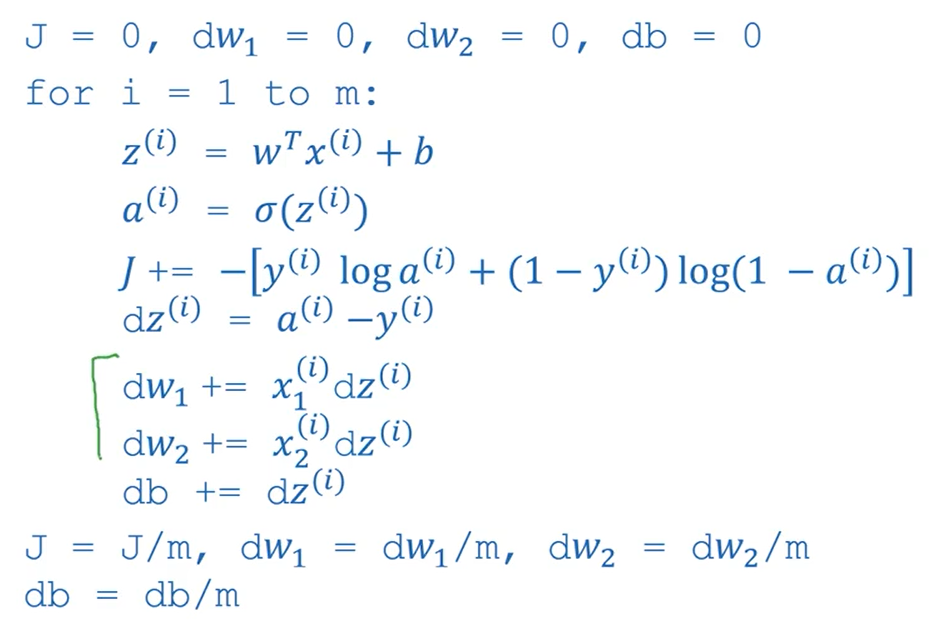 J = 0, dw₁ = 0, dw₂ = 0, db = 0
for i = 1 to m:
z⁽ⁱ⁾ = wᵀx⁽ⁱ⁾ + b
a⁽ⁱ⁾ = σ(z⁽ⁱ⁾)
J += −[y⁽ⁱ⁾ log a⁽ⁱ⁾ + (1 − y⁽ⁱ⁾) log(1 − a⁽ⁱ⁾)]
dz⁽ⁱ⁾ = a⁽ⁱ⁾ −y⁽ⁱ⁾
dw₁ += x₁⁽ⁱ⁾dz⁽ⁱ⁾
dw₂ += x₂⁽ⁱ⁾dz⁽ⁱ⁾
db += dz⁽ⁱ⁾
J = J/m, dw₁ = dw₁/m, dw₂ = dw₂/m
db = db/m